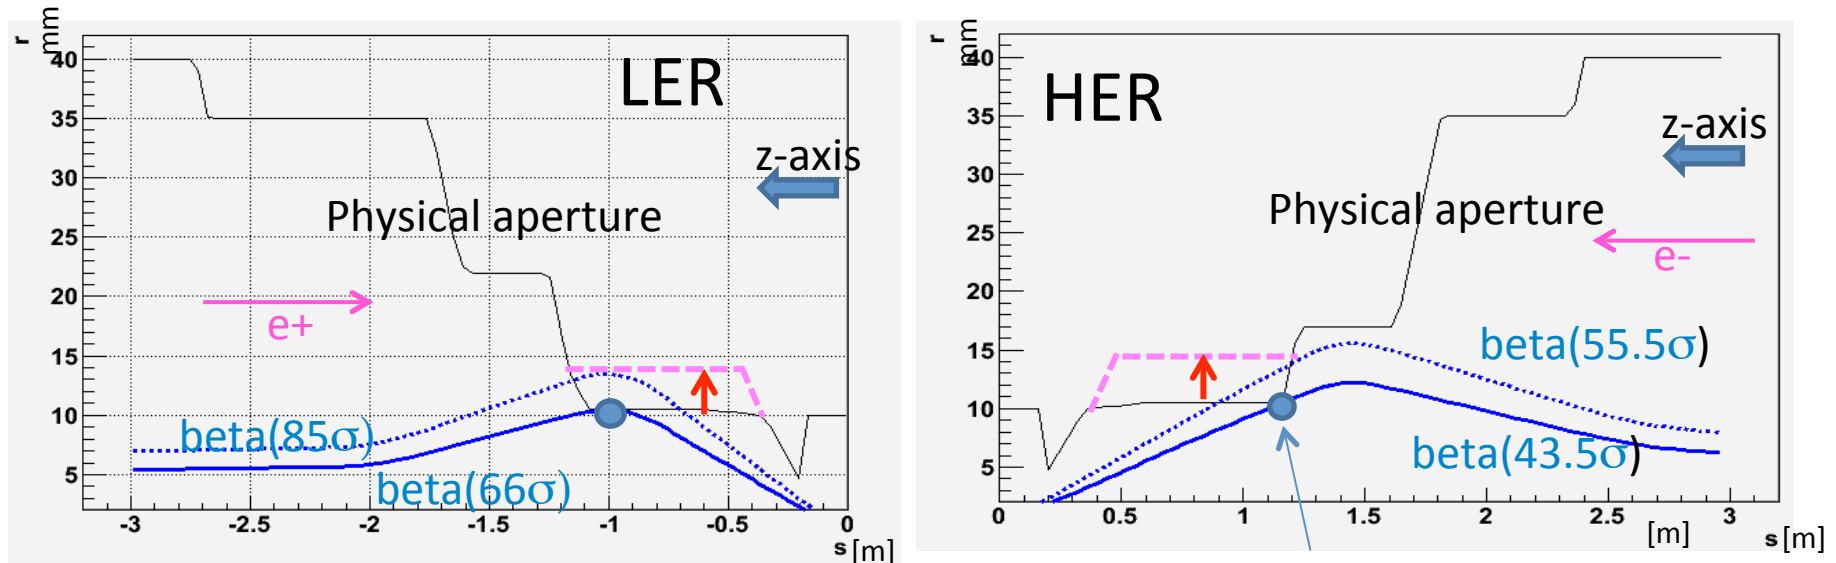 r mm
LER
40
35
30
25
20
15
10
5
z-axis
Physical aperture
e+
beta(85σ)
beta(66σ)
-3 -2.5 -2 -1.5 -1 -0.5 0
s [m]
r mm
HER
40
35
30
25
20
15
10
5
z-axis
Physical aperture
e-
beta(55.5σ)
beta(43.5σ)
0 0.5 1 1.5 2 2.5 3
[m] s [m]